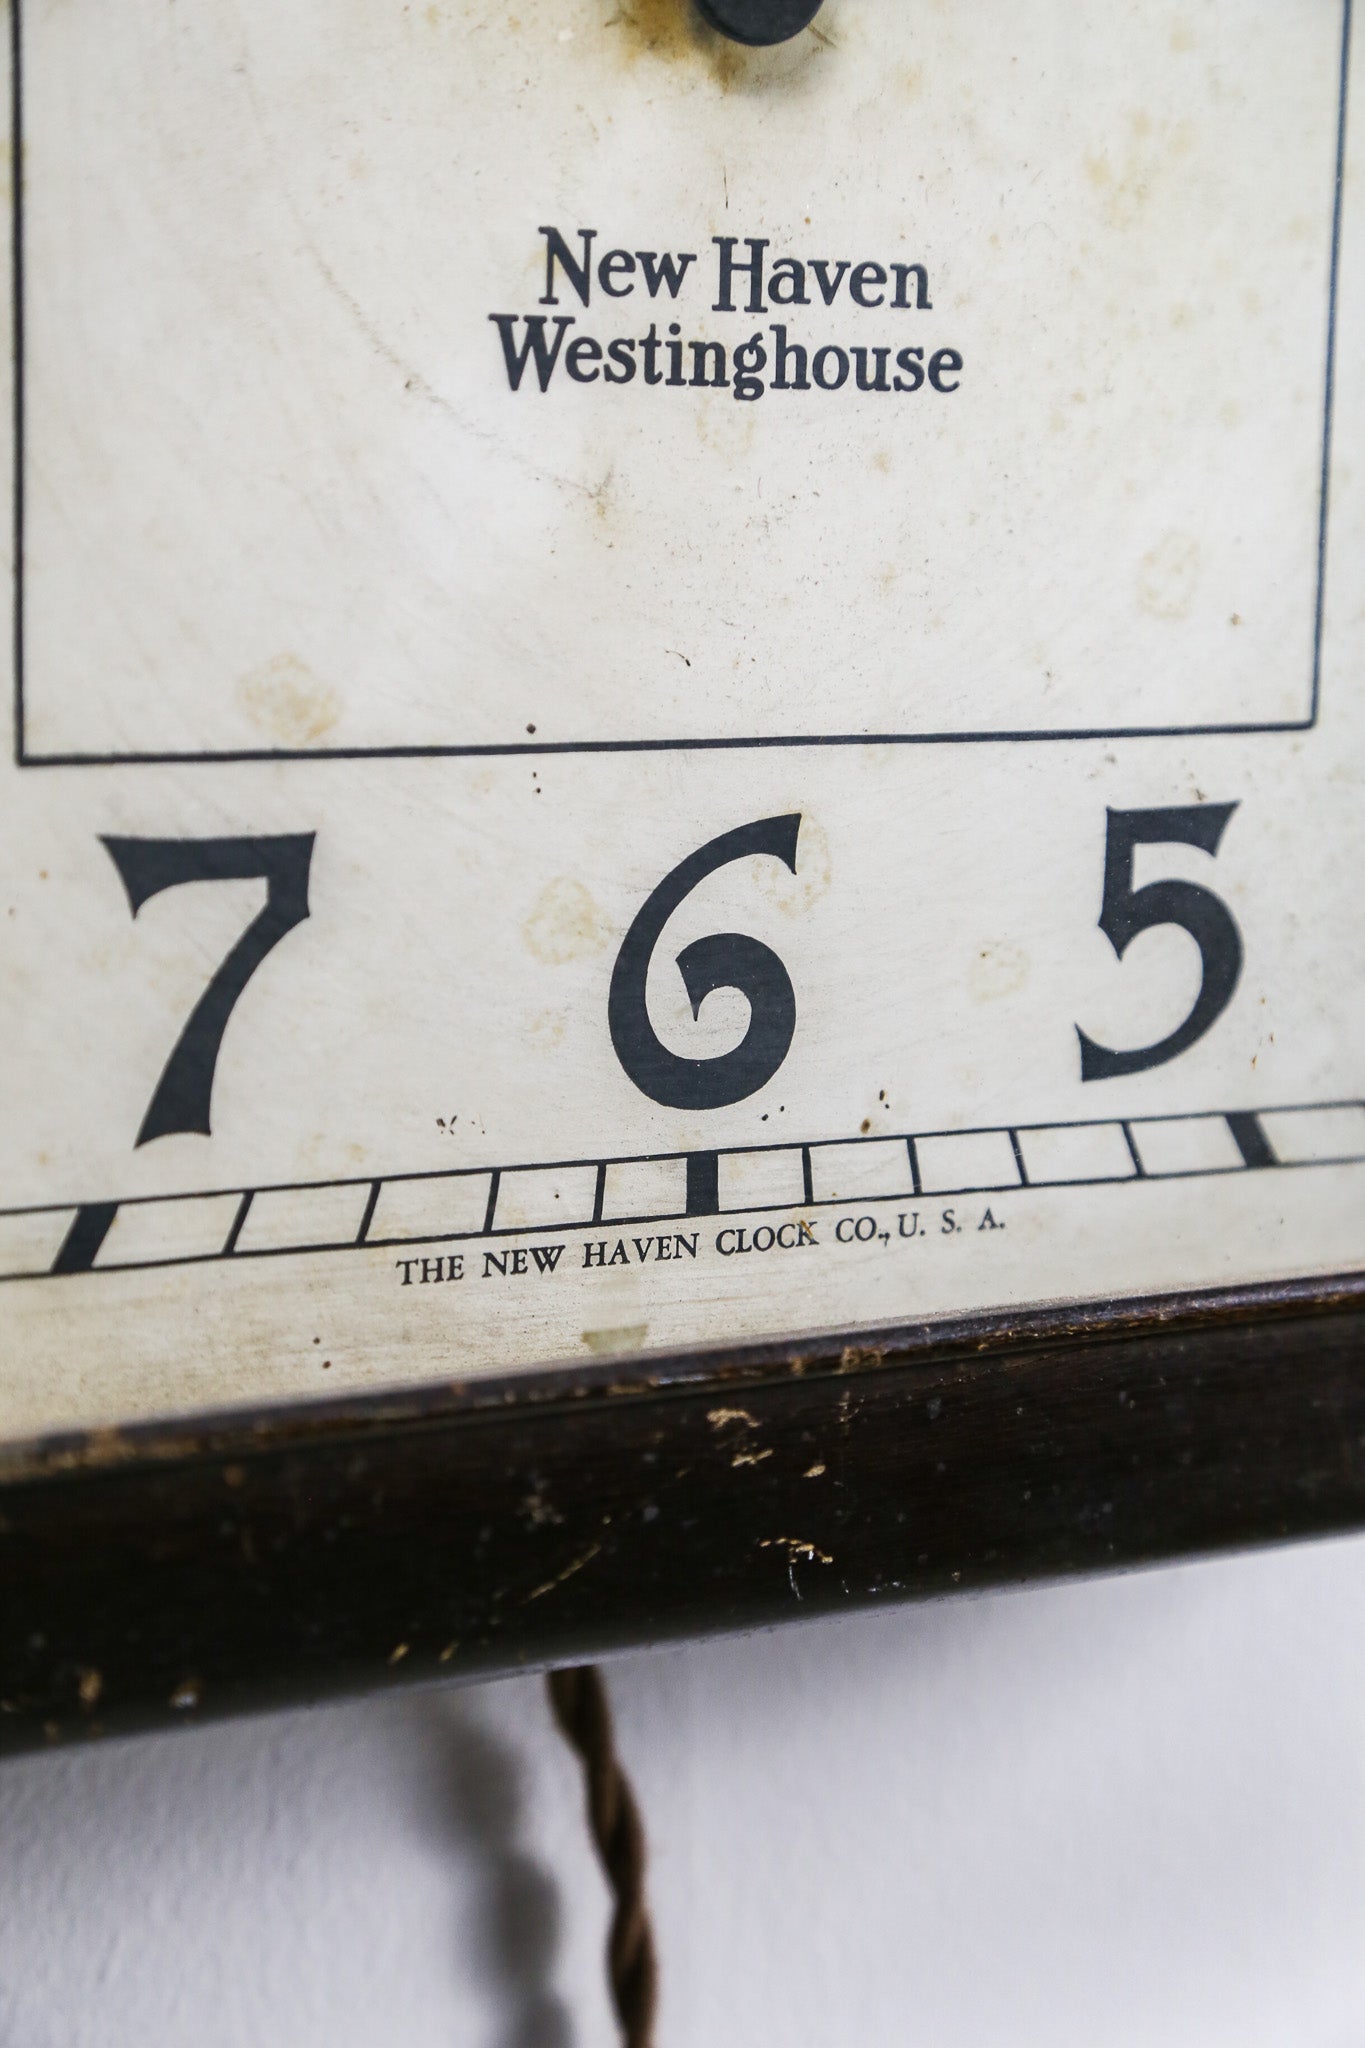 New Haven
Westinghouse
7 6 5
THE NEW HAVEN CLOCK CO., U. S. A.